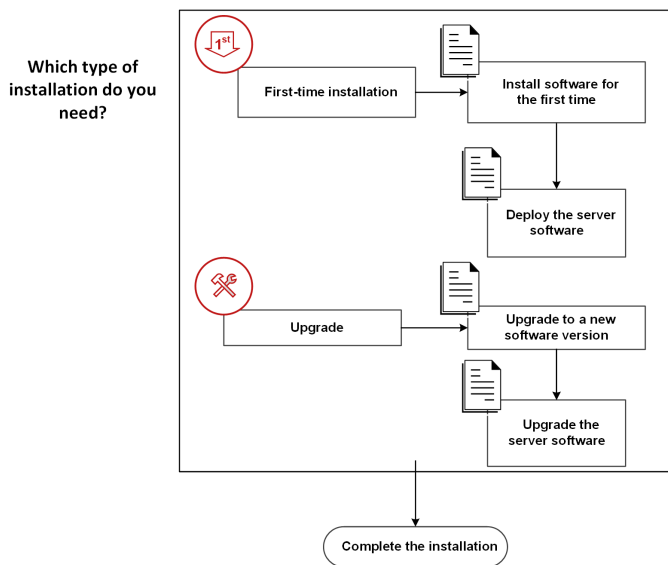 Which type of
installation do you
need?
1st
First-time installation
Install software for
the first time
Deploy the server
software
Upgrade
Upgrade to a new
software version
Upgrade the
server software
Complete the installation